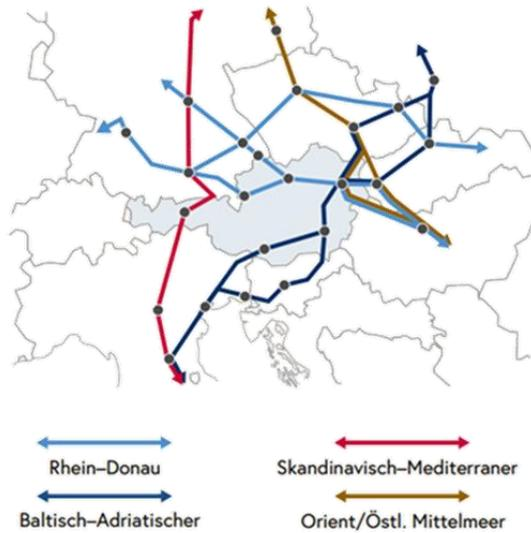 Rhein–Donau
Skandinavisch–Mediterraner
Baltisch–Adriatischer
Orient/Östl. Mittelmeer